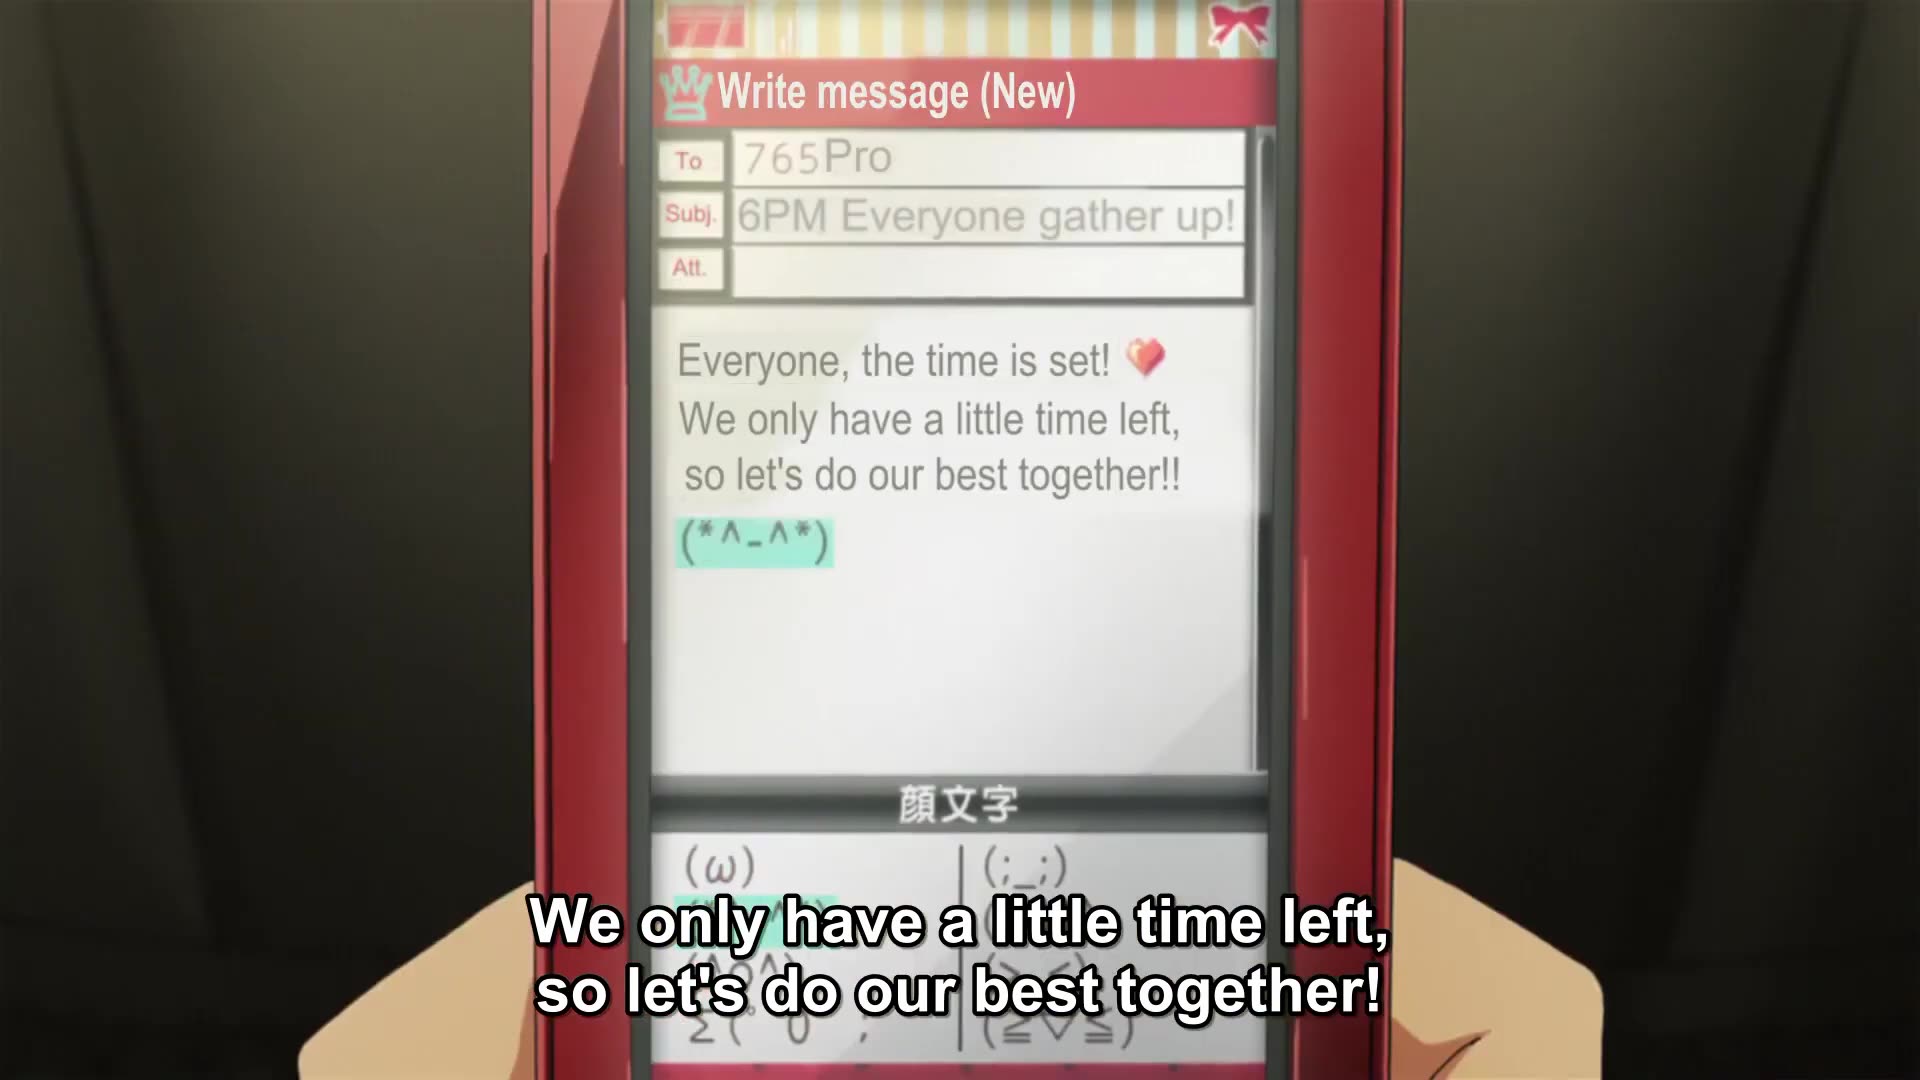 Write message (New)
To 765Pro
Subj. 6PM Everyone gather up!
Att.
Everyone, the time is set!
We only have a little time left,
so let's do our best together!!
(*^-^*)
顔文字
(ω) (;_;)
We only have a little time left,
so let's do our best together!
(≧▽≦)